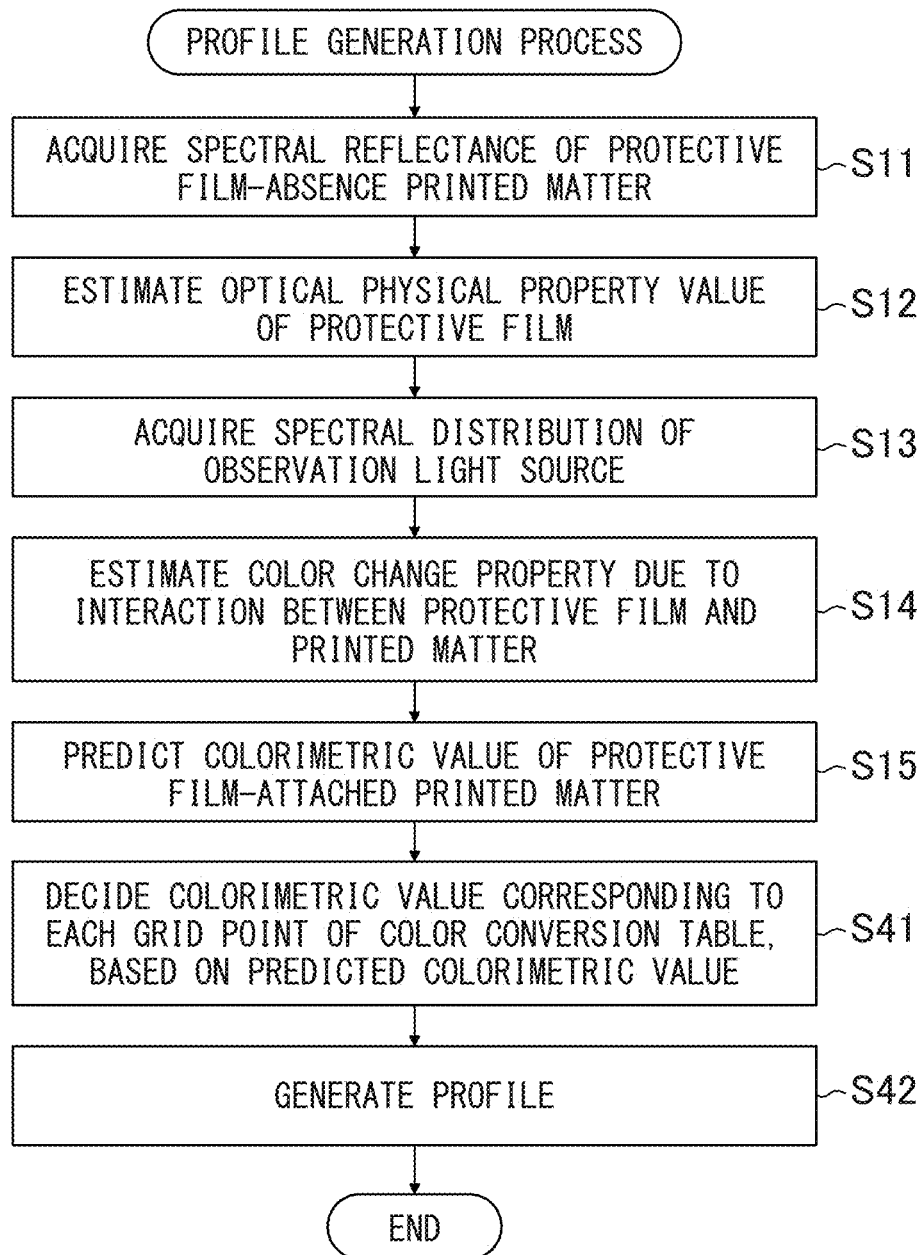 PROFILE GENERATION PROCESS
ACQUIRE SPECTRAL REFLECTANCE OF PROTECTIVE
FILM-ABSENCE PRINTED MATTER
S11
ESTIMATE OPTICAL PHYSICAL PROPERTY VALUE
OF PROTECTIVE FILM
S12
ACQUIRE SPECTRAL DISTRIBUTION OF
OBSERVATION LIGHT SOURCE
S13
ESTIMATE COLOR CHANGE PROPERTY DUE TO
INTERACTION BETWEEN PROTECTIVE FILM AND
PRINTED MATTER
S14
PREDICT COLORIMETRIC VALUE OF PROTECTIVE
FILM-ATTACHED PRINTED MATTER
S15
DECIDE COLORIMETRIC VALUE CORRESPONDING TO
EACH GRID POINT OF COLOR CONVERSION TABLE,
BASED ON PREDICTED COLORIMETRIC VALUE
S41
GENERATE PROFILE
S42
END